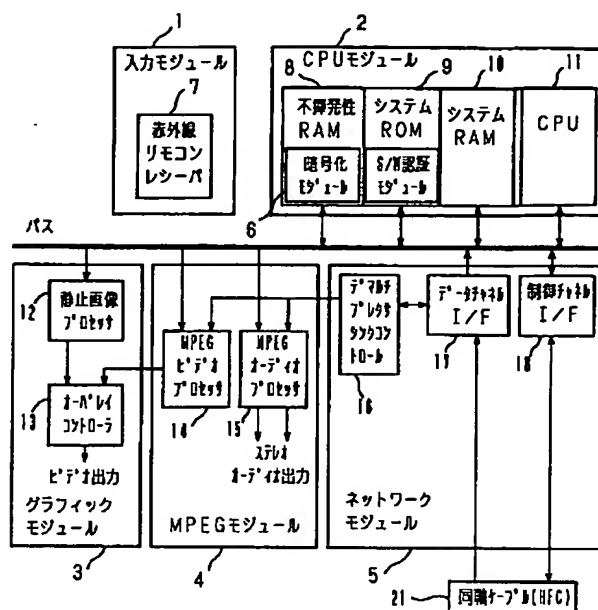 1
入力モジュール
7
赤外線
リモコン
レシーバ
2
CPUモジュール
8
不揮発性
RAM
暗号化
モジュール
6
9
システム
ROM
S/W認証
モジュール
10
システム
RAM
11
CPU
バス
12
静止画像
プロセッサ
13
オーバレイ
コントローラ
ビデオ出力
グラフィック
モジュール
3
MPEG
ビデオ
プロセッサ
14
MPEG
オーディオ
プロセッサ
15
ステレオ
オーディオ出力
MPEGモジュール
4
デマルチ
プレクサ
タンクコント
ロール
16
データチャネル
I/F
17
制御チャネル
I/F
18
ネットワーク
モジュール
5
21
同軸ケーブル(HFC)